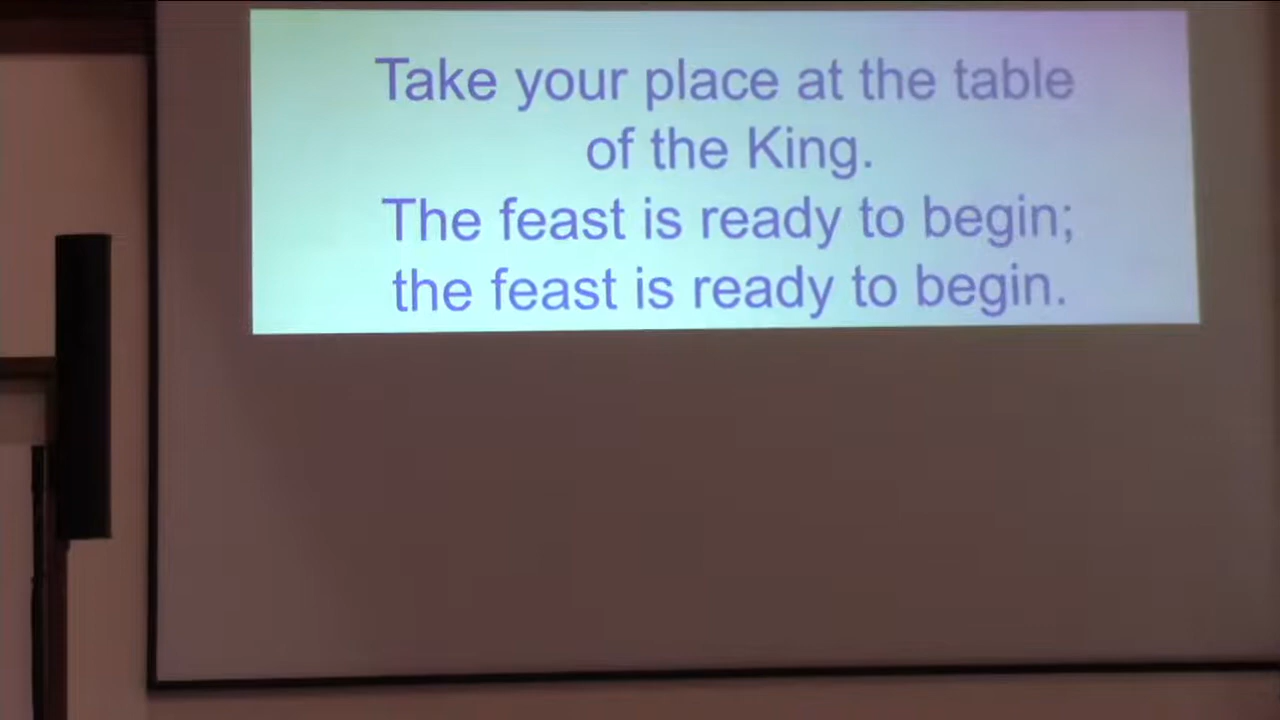 Take your place at the table
of the King.
The feast is ready to begin;
the feast is ready to begin.